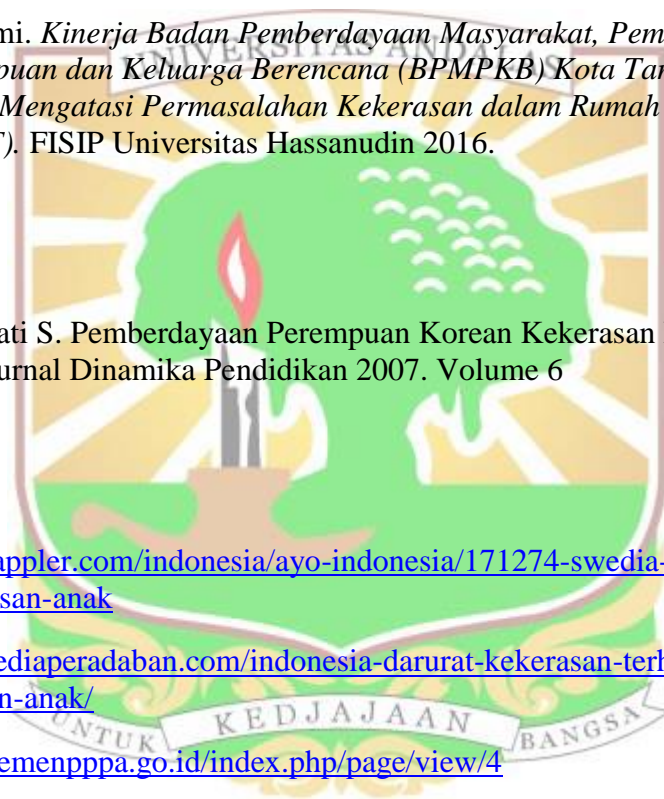 mi. Kinerja Badan Pemberdayaan Masyarakat, Pem
UNIVERSITAS ANDALAS
puan dan Keluarga Berencana (BPMPKB) Kota Tan
Mengatasi Permasalahan Kekerasan dalam Rumah
T). FISIP Universitas Hassanudin 2016.
ati S. Pemberdayaan Perempuan Korean Kekerasan
urnal Dinamika Pendidikan 2007. Volume 6
appler.com/indonesia/ayo-indonesia/171274-swedia-
san-anak
ediaperadaban.com/indonesia-darurat-kekerasan-terh
n-anak/
UNTUK KEDJAJAAN BANGSA
emenpppa.go.id/index.php/page/view/4